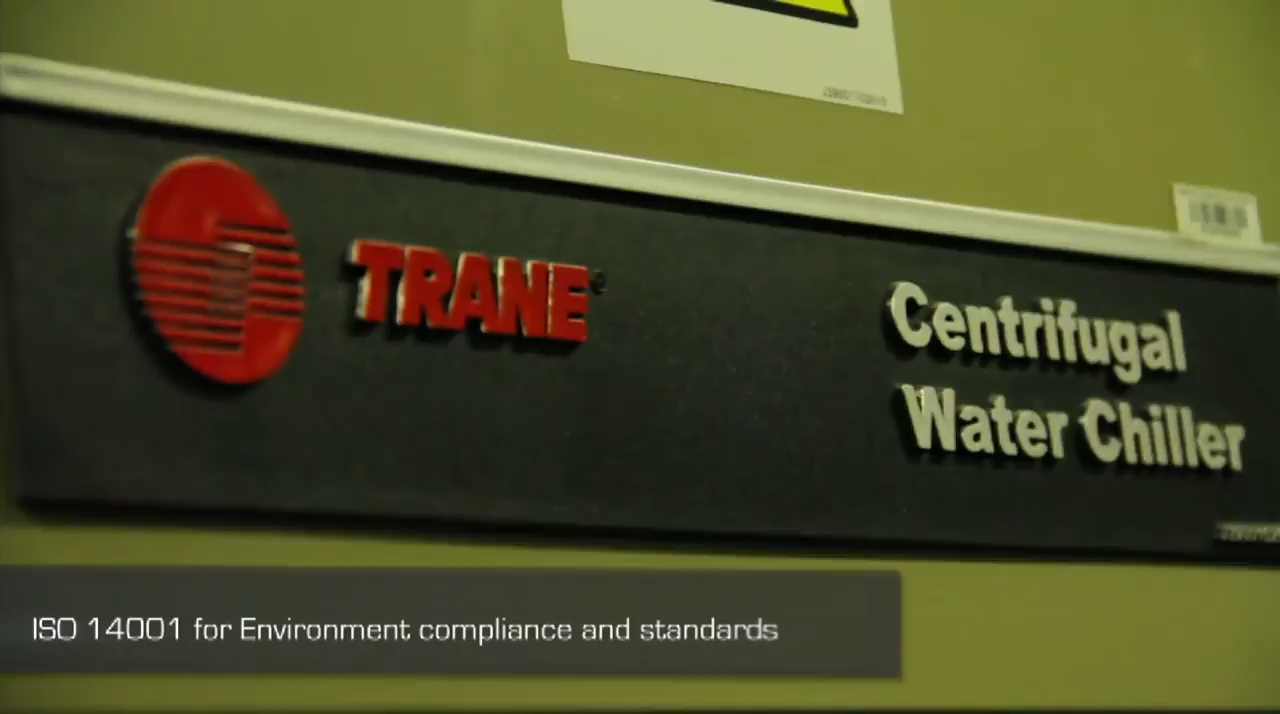 TRANE
Centrifugal
Water Chiller
ISO 14001 for Environment compliance and standards